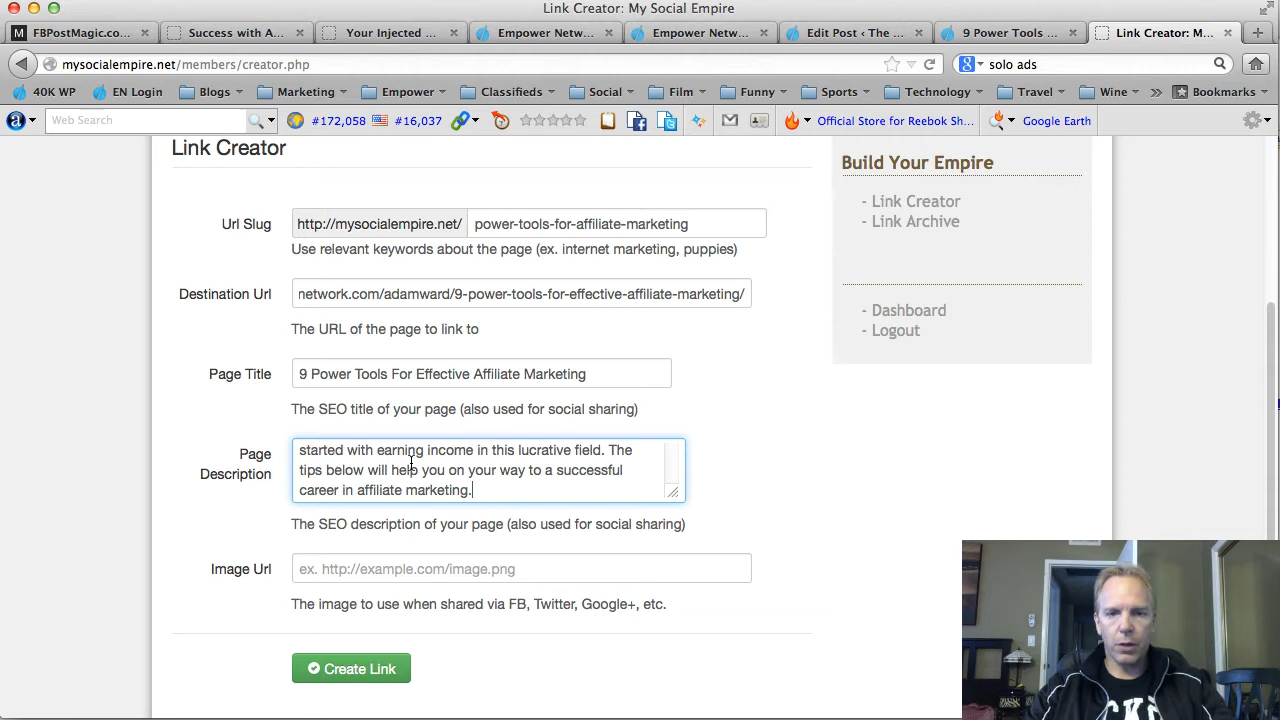 Link Creator: My Social Empire
FBPostMagic.co...
Success with A...
Your Injected ...
Empower Netw...
Empower Netw...
Edit Post ‹ The ...
9 Power Tools ...
Link Creator: M...
mysocialempire.net/members/creator.php
solo ads
40K WP
EN Login
Blogs
Marketing
Empower
Classifieds
Social
Film
Funny
Sports
Technology
Travel
Wine
Bookmarks
Web Search
#172,058
#16,037
Official Store for Reebok Sh...
Google Earth
Link Creator
Url Slug
http://mysocialempire.net/
power-tools-for-affiliate-marketing
Use relevant keywords about the page (ex. internet marketing, puppies)
Destination Url
network.com/adamward/9-power-tools-for-effective-affiliate-marketing/
The URL of the page to link to
Page Title
9 Power Tools For Effective Affiliate Marketing
The SEO title of your page (also used for social sharing)
Page
Description
started with earning income in this lucrative field. The
tips below will help you on your way to a successful
career in affiliate marketing.
The SEO description of your page (also used for social sharing)
Image Url
ex. http://example.com/image.png
The image to use when shared via FB, Twitter, Google+, etc.
Create Link
Build Your Empire
- Link Creator
- Link Archive
- Dashboard
- Logout